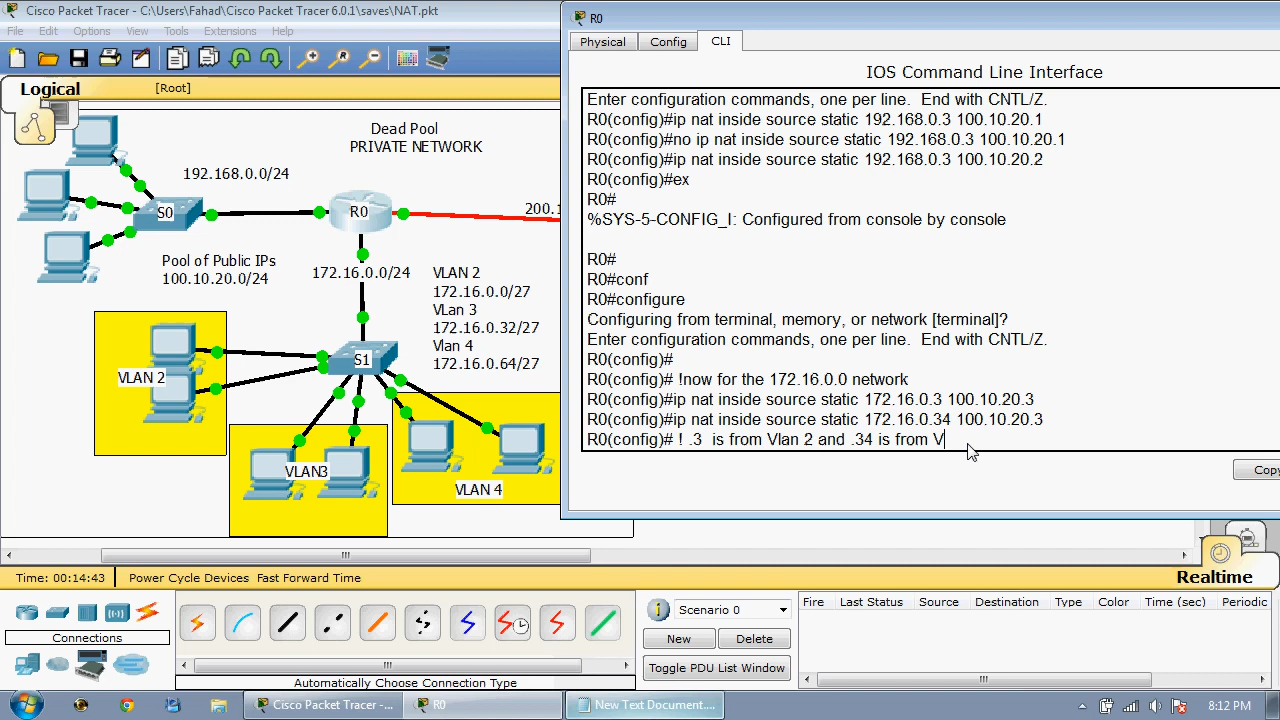 Cisco Packet Tracer - C:\Users\Fahad\Cisco Packet Tracer 6.0.1\saves\NAT.pkt
File Edit Options View Tools Extensions Help
Logical
[Root]
Dead Pool
PRIVATE NETWORK
192.168.0.0/24
S0
R0
200.1
Pool of Public IPs
100.10.20.0/24
172.16.0.0/24
VLAN 2
172.16.0.0/27
VLan 3
172.16.0.32/27
Vlan 4
172.16.0.64/27
S1
VLAN 2
VLAN3
VLAN 4
R0
Physical Config CLI
IOS Command Line Interface
Enter configuration commands, one per line. End with CNTL/Z.
R0(config)#ip nat inside source static 192.168.0.3 100.10.20.1
R0(config)#no ip nat inside source static 192.168.0.3 100.10.20.1
R0(config)#ip nat inside source static 192.168.0.3 100.10.20.2
R0(config)#ex
R0#
%SYS-5-CONFIG_I: Configured from console by console
R0#
R0#conf
R0#configure
Configuring from terminal, memory, or network [terminal]?
Enter configuration commands, one per line. End with CNTL/Z.
R0(config)#
R0(config)# !now for the 172.16.0.0 network
R0(config)#ip nat inside source static 172.16.0.3 100.10.20.3
R0(config)#ip nat inside source static 172.16.0.34 100.10.20.3
R0(config)# ! .3 is from Vlan 2 and .34 is from V
Copy
Time: 00:14:43 Power Cycle Devices Fast Forward Time
Realtime
Connections
Automatically Choose Connection Type
Scenario 0
New Delete
Toggle PDU List Window
Fire Last Status Source Destination Type Color Time (sec) Periodic
Cisco Packet Tracer -...
R0
New Text Document....
8:12 PM